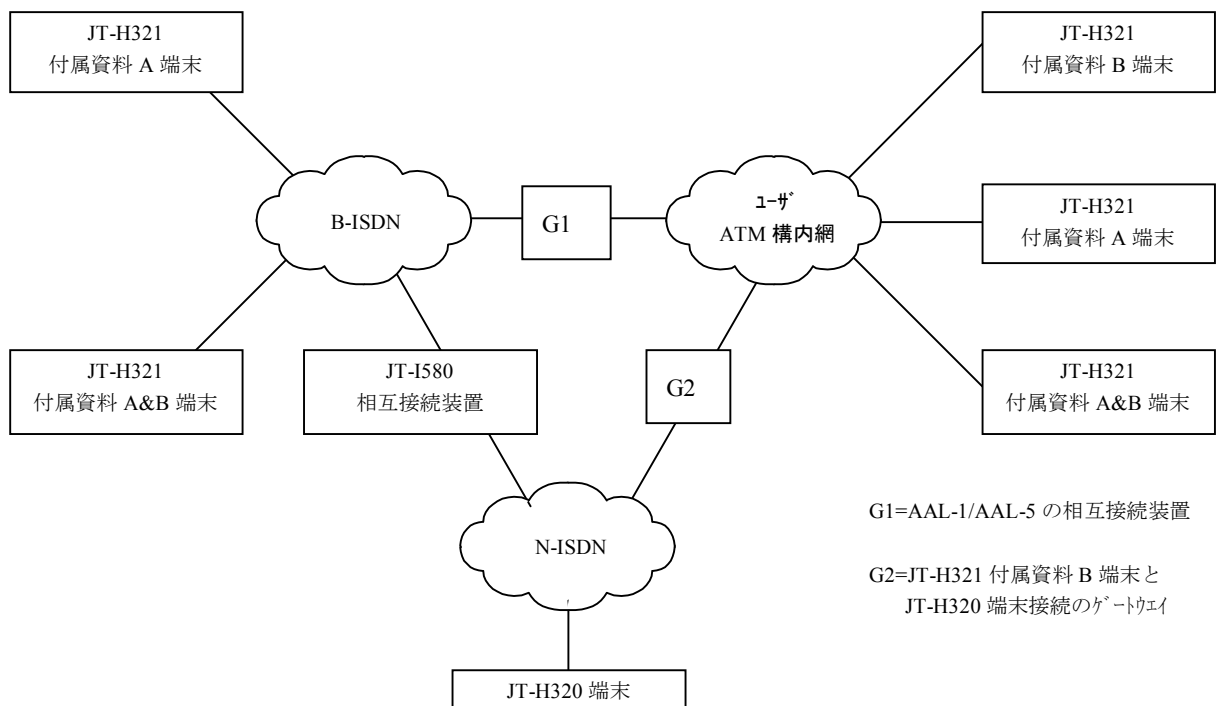 JT-H321
付属資料 A 端末
JT-H321
付属資料 B 端末
B-ISDN
G1
ﾕｰｻﾞ
ATM 構内網
JT-H321
付属資料 A 端末
JT-H321
付属資料 A&B 端末
JT-I580
相互接続装置
G2
JT-H321
付属資料 A&B 端末
N-ISDN
G1=AAL-1/AAL-5 の相互接続装置
G2=JT-H321 付属資料 B 端末と
JT-H320 端末接続のｹﾞｰﾄｳｴｲ
JT-H320 端末